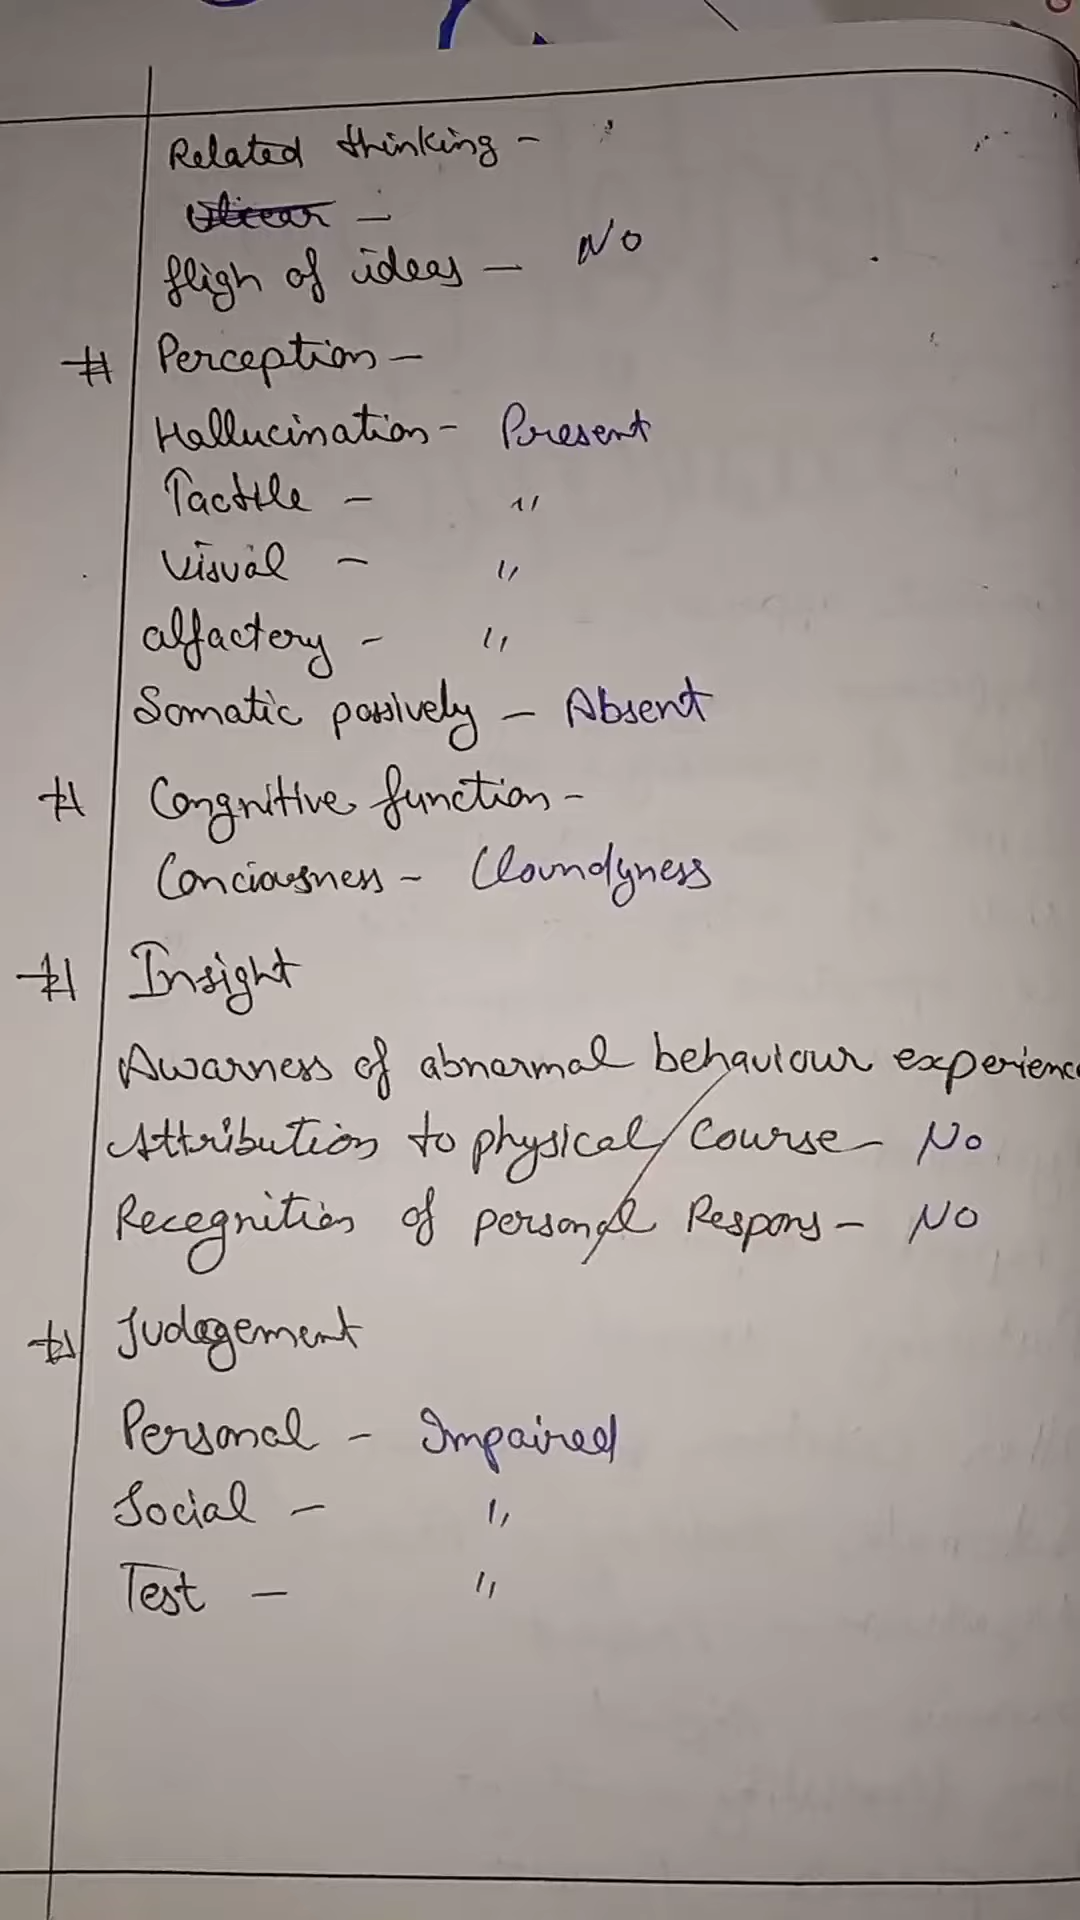 Related thinking - "
fligh of ideas - No
# Perception -
Hallucination - Present
Tactile - "
Visual - "
alfactery - "
Somatic passively - Absent
# Congnitive function -
Conciousness - Cloundyness
# Insight
Awarness of abnormal behaviour experience
Attribution to physical course - No
Recegnition of personal Respons - NO
# Judegement
Personal - Impaired
Social - "
Test - "